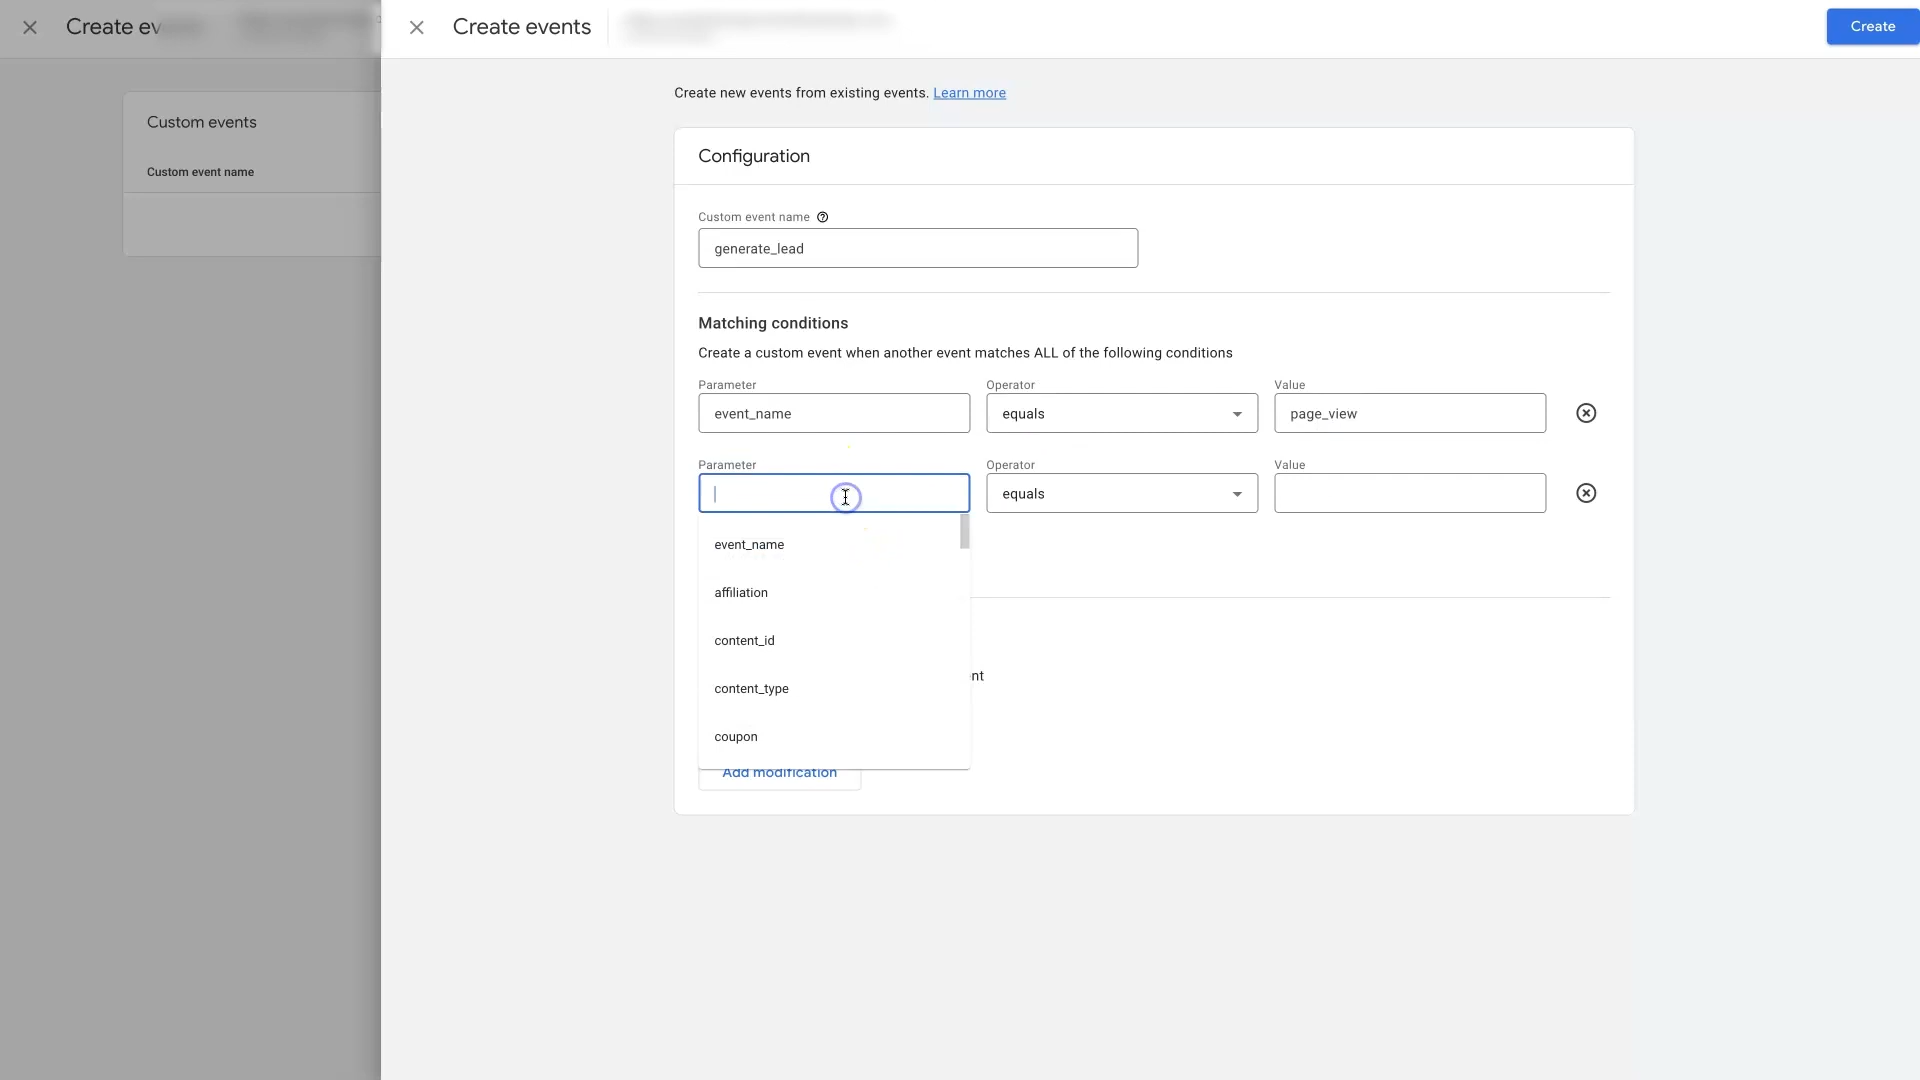 Create ev
Create events
Create
Create new events from existing events. Learn more
Custom events
Custom event name
Configuration
Custom event name
generate_lead
Matching conditions
Create a custom event when another event matches ALL of the following conditions
Parameter Operator Value
event_name equals page_view
Parameter Operator Value
equals
event_name
affiliation
content_id
content_type
coupon
nt
Add modification